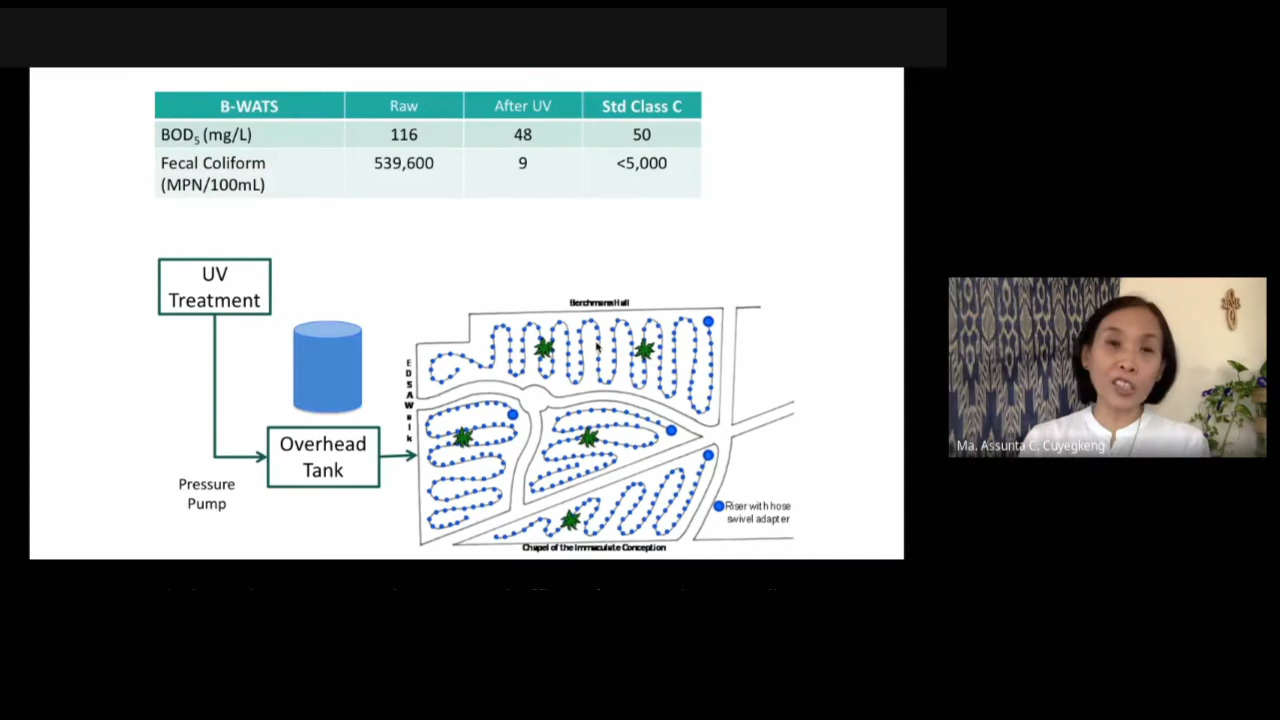 B-WATS Raw After UV Std Class C
BOD5 (mg/L) 116 48 50
Fecal Coliform 539,600 9 <5,000
(MPN/100mL)
UV
Treatment
Berchmans Hall
EDSA Walk
Overhead
Tank
Pressure
Pump
Riser with hose
swivel adapter
Chapel of the Immaculate Conception
Ma. Assunta C. Cuyegkeng